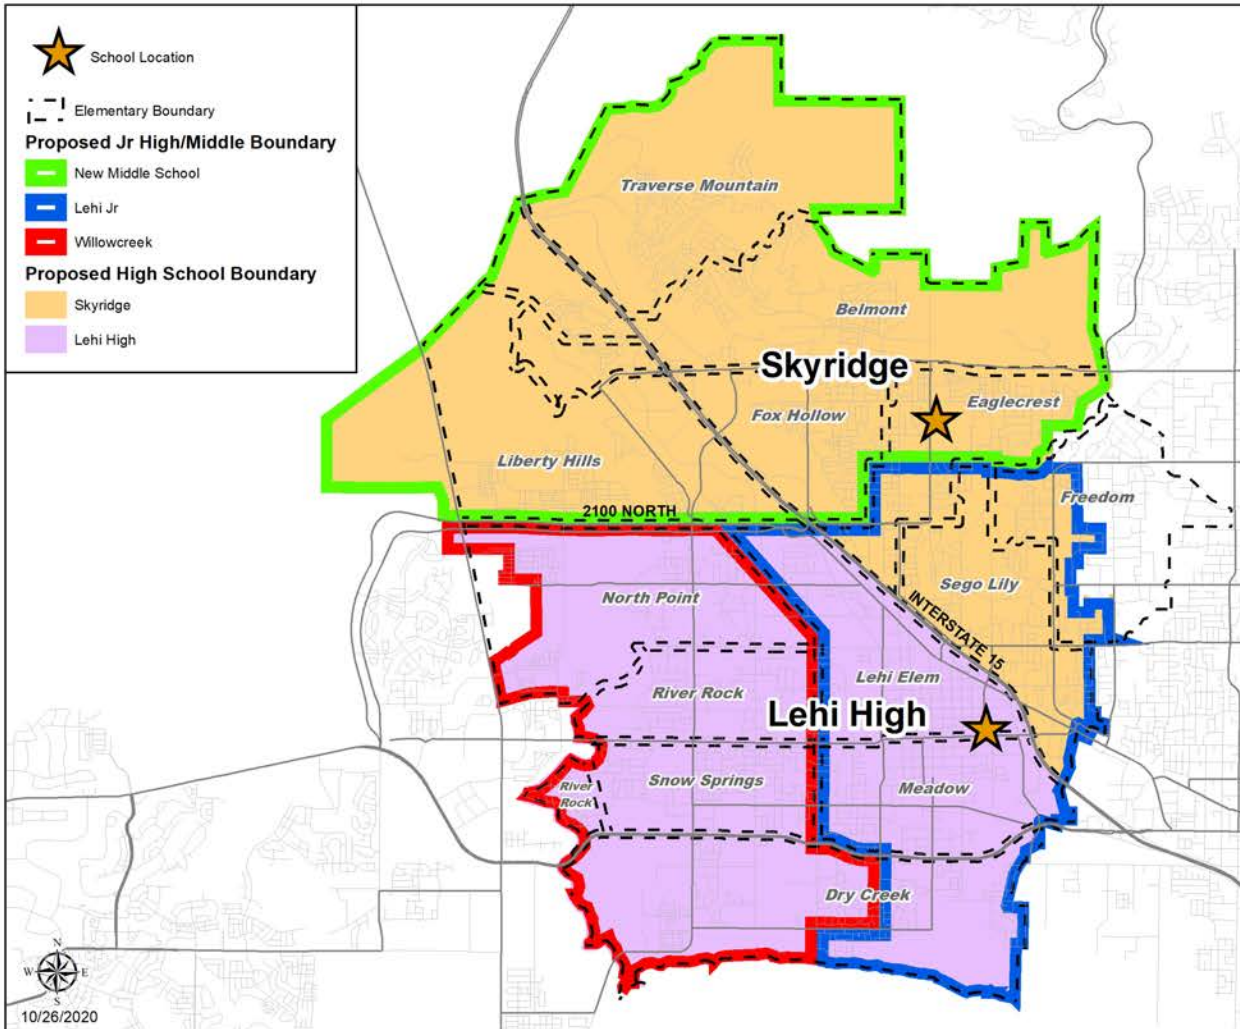 School Location
Elementary Boundary
Proposed Jr High/Middle Boundary
New Middle School
Lehi Jr
Willowcreek
Proposed High School Boundary
Skyridge
Lehi High
Traverse Mountain
Belmont
Skyridge
Eaglecrest
Fox Hollow
Liberty Hills
Freedom
2100 NORTH
Sego Lily
North Point
INTERSTATE 15
Lehi Elem
River Rock
Lehi High
Snow Springs
River
Rock
Meadow
Dry Creek
N
W E
S
10/26/2020